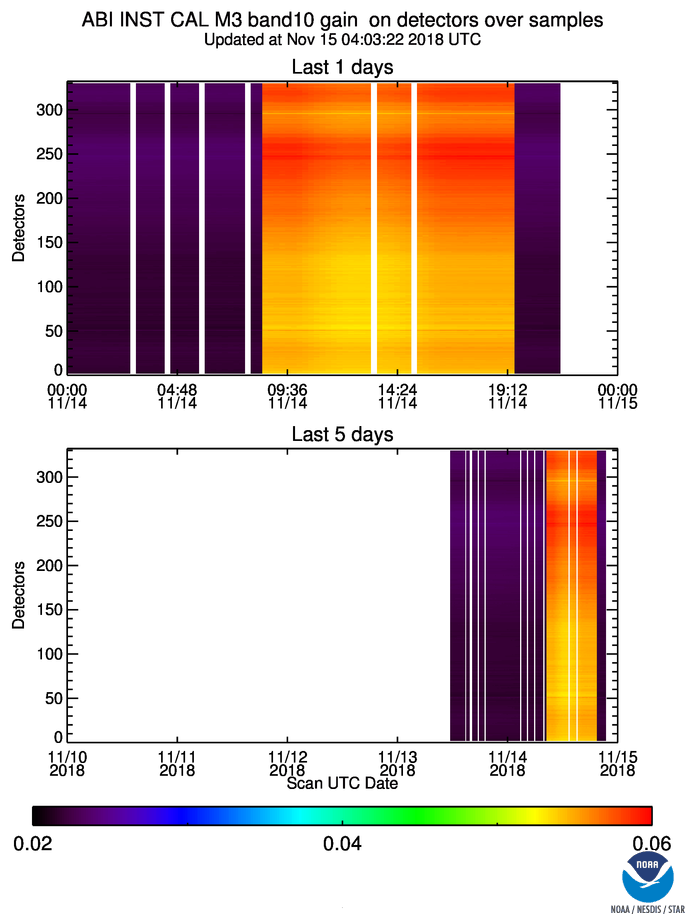 ABI INST CAL M3 band10 gain  on detectors over samples
Updated at Nov 15 04:03:22 2018 UTC
Last 1 days
Detectors
300
250
200
150
100
50
0
00:00 04:48 09:36 14:24 19:12 00:00
11/14 11/14 11/14 11/14 11/14 11/15
Last 5 days
Detectors
300
250
200
150
100
50
0
11/10 11/11 11/12 11/13 11/14 11/15
2018 2018 2018 2018 2018 2018
Scan UTC Date
0.02 0.04 0.06
NOAA
NOAA / NESDIS / STAR